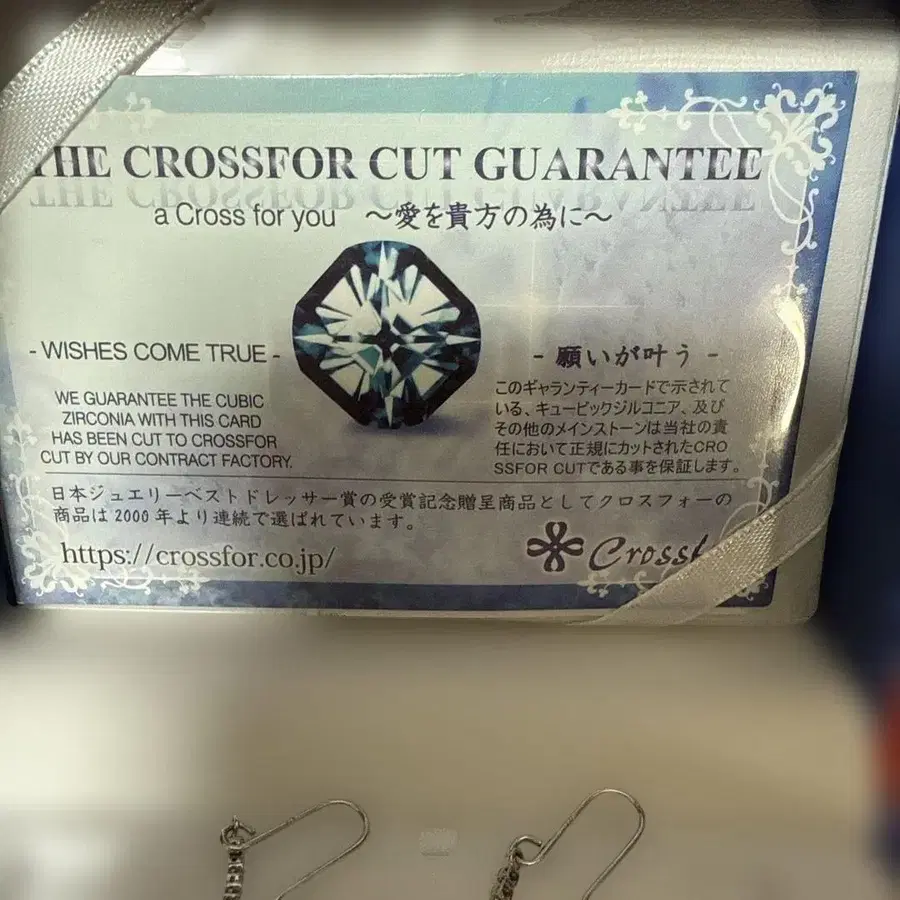 THE CROSSFOR CUT GUARANTEE
a Cross for you ～愛を貴方の為に～
- WISHES COME TRUE -
WE GUARANTEE THE CUBIC
ZIRCONIA WITH THIS CARD
HAS BEEN CUT TO CROSSFOR
CUT BY OUR CONTRACT FACTORY.
- 願いが叶う -
このギャランティーカードで示されて
いる、キュービックジルコニア、及び
その他のメインストーンは当社の責
任において正規にカットされたCRO
SSFOR CUTである事を保証します。
日本ジュエリーベストドレッサー賞の受賞記念贈呈商品としてクロスフォーの
商品は2000年より連続で選ばれています。
https://crossfor.co.jp/
Crossf